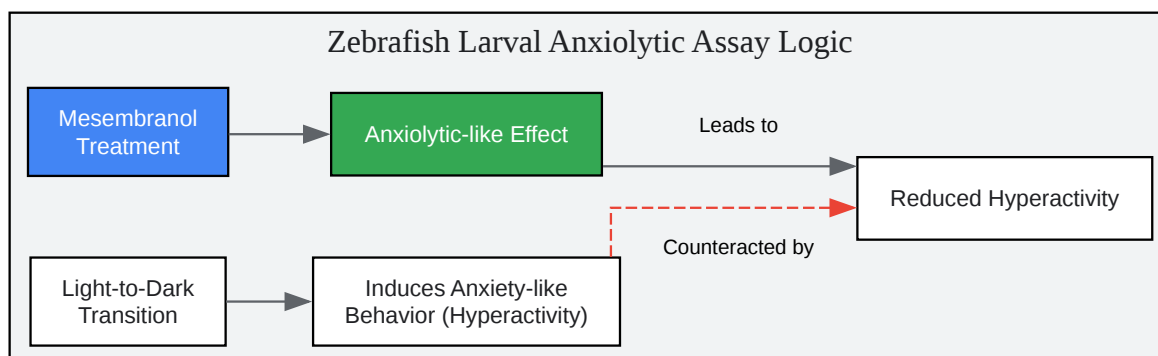 Zebrafish Larval Anxiolytic Assay Logic
Mesembranol
Treatment
Anxiolytic-like Effect
Leads to
Reduced Hyperactivity
Counteracted by
Light-to-Dark
Transition
Induces Anxiety-like
Behavior (Hyperactivity)